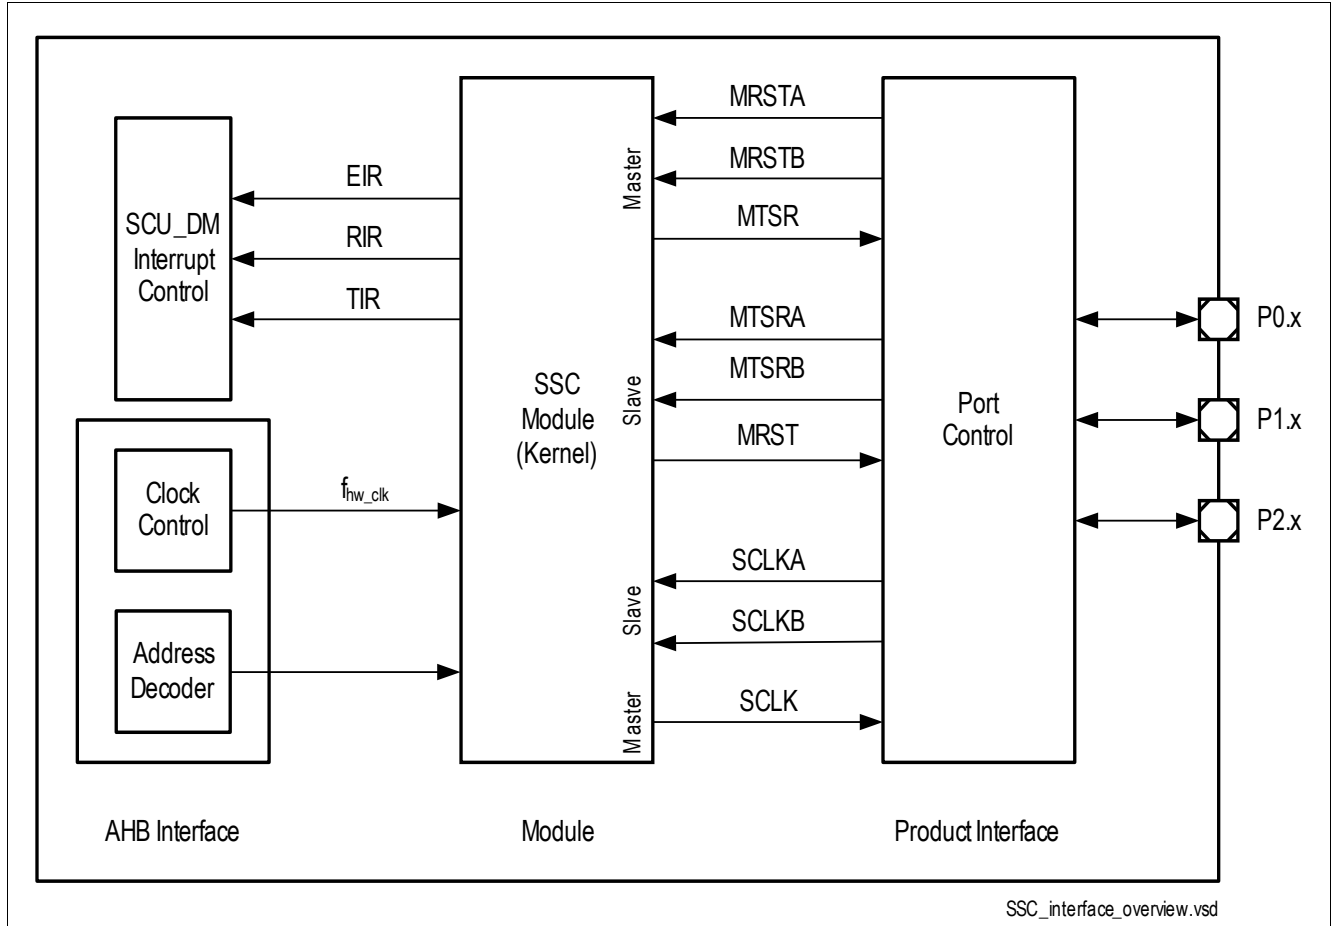 MRSTA
MRSTB
MTSR
Master
EIR
RIR
TIR
SCU_DM
Interrupt
Control
MTSRA
MTSRB
MRST
Slave
SSC
Module
(Kernel)
Port
Control
P0.x
P1.x
P2.x
Clock
Control
fhw_clk
SCLKA
SCLKB
Slave
Address
Decoder
SCLK
Master
AHB Interface
Module
Product Interface
SSC_interface_overview.vsd